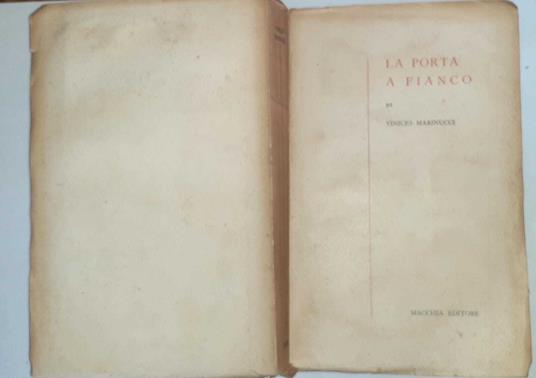 LA PORTA
A FIANCO
DI
VINICIO MARINUCCI
MACCHIA EDITORE